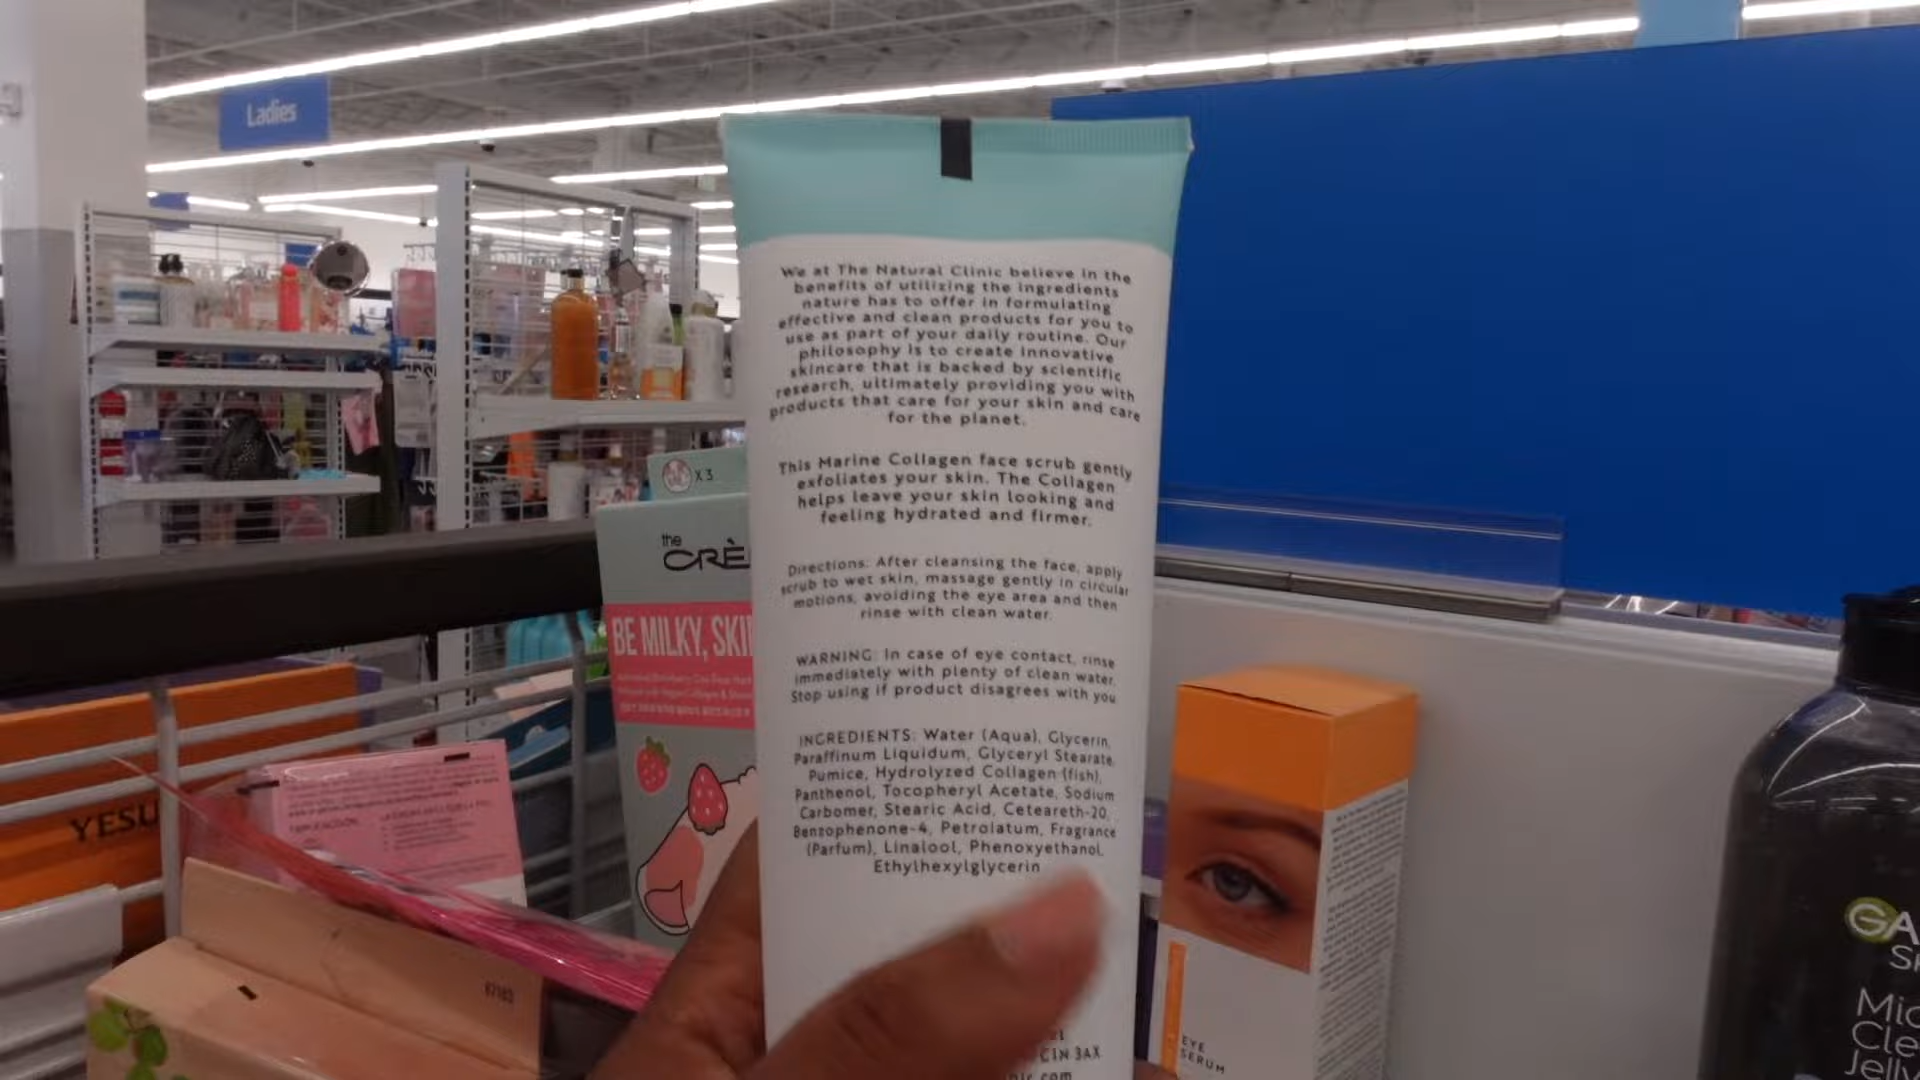 Ladies
We at The Natural Clinic believe in the
benefits of utilizing the ingredients
nature has to offer in formulating
effective and clean products for you to
use as part of your daily routine. Our
philosophy is to create innovative
skincare that is backed by scientific
research, ultimately providing you with
products that care for your skin and care
for the planet.
This Marine Collagen face scrub gently
exfoliates your skin. The Collagen
helps leave your skin looking and
feeling hydrated and firmer.
Directions: After cleansing the face, apply
scrub to wet skin, massage gently in circular
motions, avoiding the eye area and then
rinse with clean water.
WARNING: In case of eye contact, rinse
immediately with plenty of clean water.
Stop using if product disagrees with you
INGREDIENTS: Water (Aqua), Glycerin,
Paraffinum Liquidum, Glyceryl Stearate,
Pumice, Hydrolyzed Collagen (fish),
Panthenol, Tocopheryl Acetate, Sodium
Carbomer, Stearic Acid, Ceteareth-20,
Benzophenone-4, Petrolatum, Fragrance
(Parfum), Linalool, Phenoxyethanol,
Ethylhexylglycerin
C1N 3AX
.com
X3
the
CRÈ
BE MILKY, SKI
YESU
EYE
SERUM
GA
Mic
Cle
Jelly